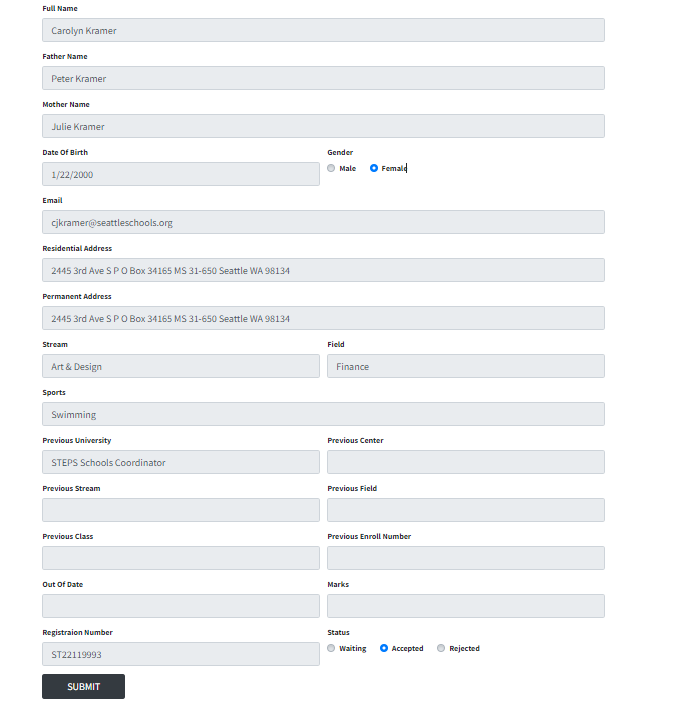 Full Name
Carolyn Kramer
Father Name
Peter Kramer
Mother Name
Julie Kramer
Date Of Birth Gender
1/22/2000 Male Female
Email
cjkramer@seattleschools.org
Residential Address
2445 3rd Ave S P O Box 34165 MS 31-650 Seattle WA 98134
Permanent Address
2445 3rd Ave S P O Box 34165 MS 31-650 Seattle WA 98134
Stream Field
Art & Design Finance
Sports
Swimming
Previous University Previous Center
STEPS Schools Coordinator
Previous Stream Previous Field
Previous Class Previous Enroll Number
Out Of Date Marks
Registraion Number Status
ST22119993 Waiting Accepted Rejected
SUBMIT